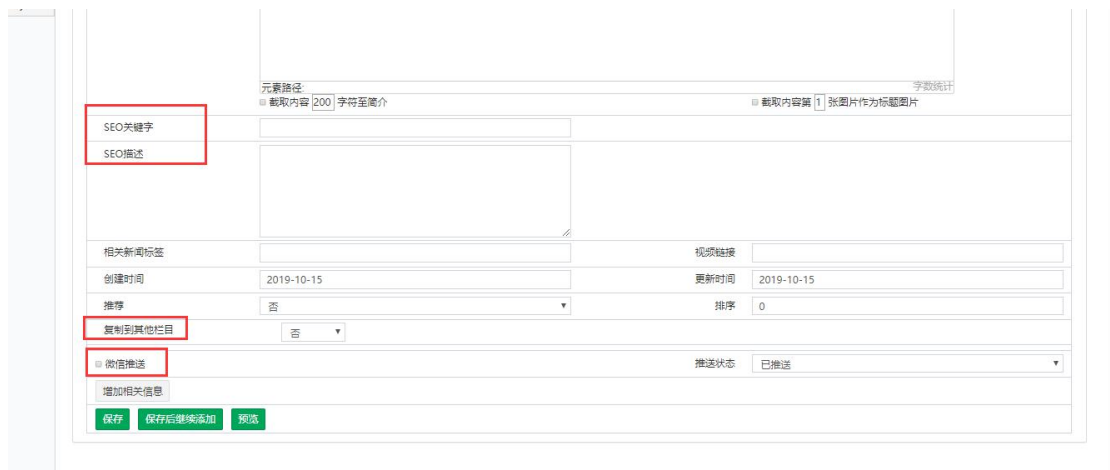 元素路径:
字数统计
截取内容 200 字符至简介
截取内容第 1 张图片作为标题图片
SEO关键字
SEO描述
相关新闻标签
视频链接
创建时间 2019-10-15
更新时间 2019-10-15
推荐 否
排序 0
复制到其他栏目 否
微信推送
推送状态 已推送
增加相关信息
保存 保存后继续添加 预览